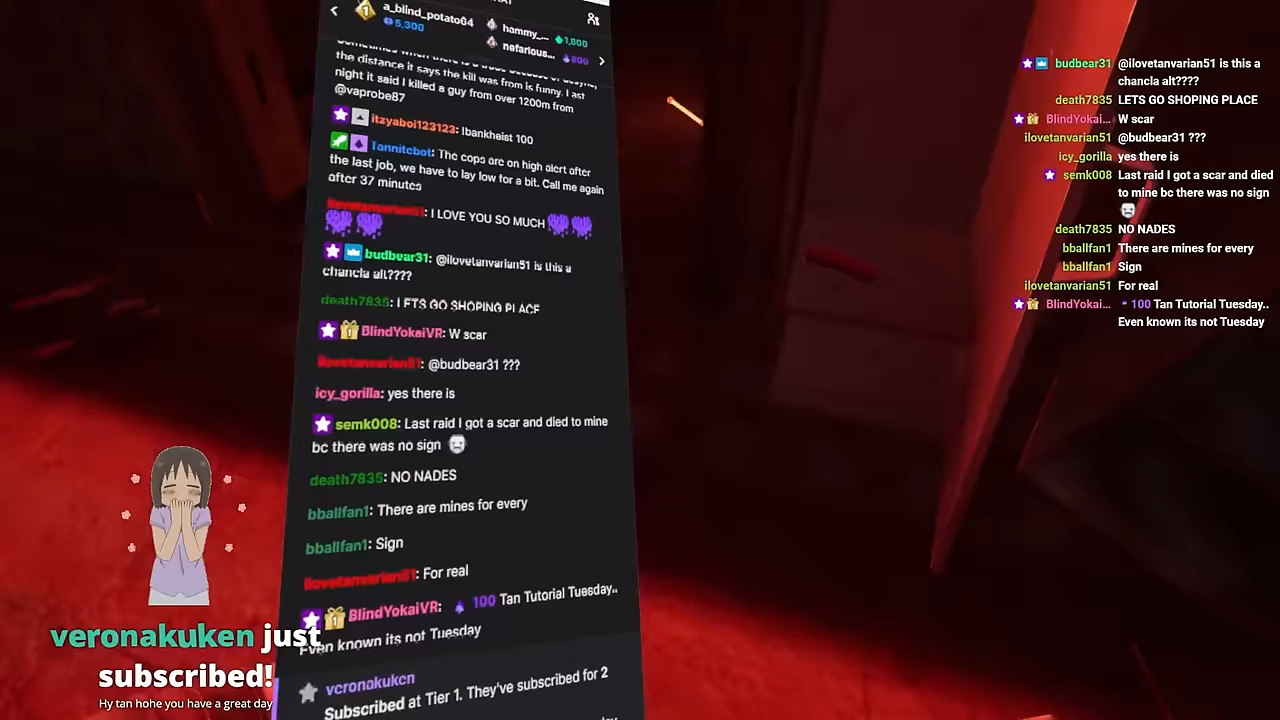 a_blind_potato64
5,300
hammy_... 1,800
nefarious... 800
the distance it says the kill was from is funny. Last
night it said I killed a guy from over 1200m from
@vaprobe87
itzyaboi123123: !bankheist 100
Tannitebot: The cops are on high alert after
the last job, we have to lay low for a bit. Call me again
after 37 minutes
ilovetanvarian51: I LOVE YOU SO MUCH
budbear31: @ilovetanvarian51 is this a
chancla alt????
death7835: LETS GO SHOPING PLACE
BlindYokaiVR: W scar
ilovetanvarian51: @budbear31 ???
icy_gorilla: yes there is
semk008: Last raid I got a scar and died to mine
bc there was no sign
death7835: NO NADES
bballfan1: There are mines for every
bballfan1: Sign
ilovetanvarian51: For real
BlindYokaiVR: 100 Tan Tutorial Tuesday..
Even known its not Tuesday
veronakuken
Subscribed at Tier 1. They've subscribed for 2
budbear31 @ilovetanvarian51 is this a
chancla alt????
death7835 LETS GO SHOPING PLACE
BlindYokai... W scar
ilovetanvarian51 @budbear31 ???
icy_gorilla yes there is
semk008 Last raid I got a scar and died
to mine bc there was no sign
death7835 NO NADES
bballfan1 There are mines for every
bballfan1 Sign
ilovetanvarian51 For real
BlindYokai... 100 Tan Tutorial Tuesday..
Even known its not Tuesday
veronakuken just
subscribed!
Hy tan hohe you have a great day